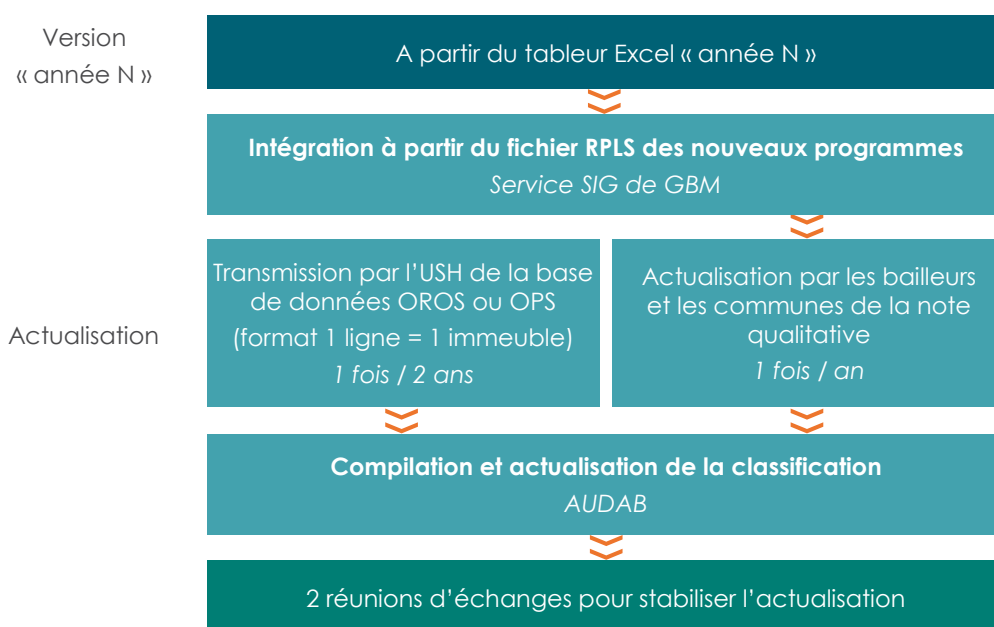 Version
« année N »
A partir du tableur Excel « année N »
Intégration à partir du fichier RPLS des nouveaux programmes
Service SIG de GBM
Actualisation
Transmission par l’USH de la base
de données OROS ou OPS
(format 1 ligne = 1 immeuble)
1 fois / 2 ans
Actualisation par les bailleurs
et les communes de la note
qualitative
1 fois / an
Compilation et actualisation de la classification
AUDAB
2 réunions d’échanges pour stabiliser l’actualisation